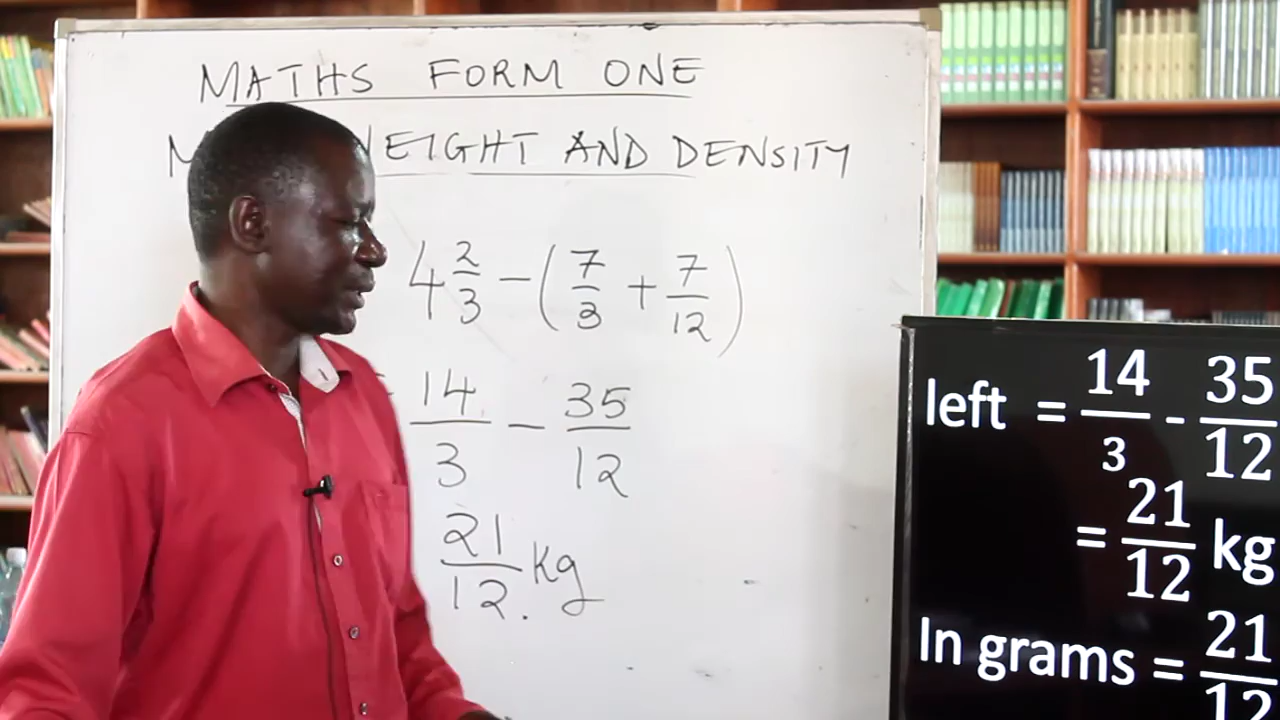 MATHS FORM ONE
WEIGHT AND DENSITY
4 2/3 - (7/3 + 7/12)
14/3 - 35/12
21/12 kg
left = 14/3 - 35/12
= 21/12 kg
In grams = 21/12